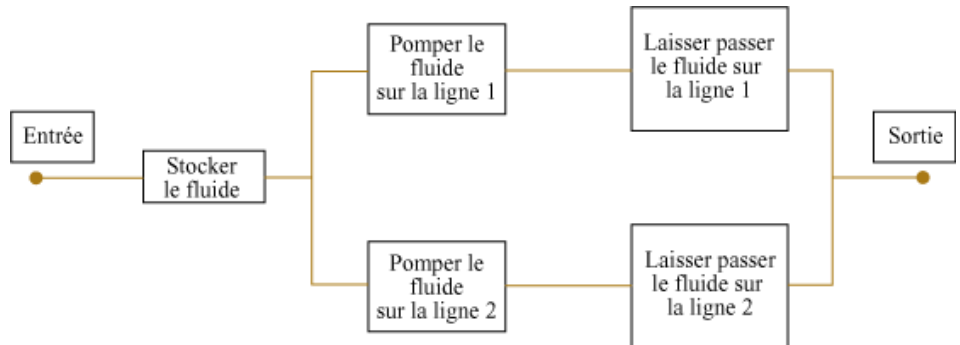 Entrée
Stocker
le fluide
Pomper le
fluide
sur la ligne 1
Laisser passer
le fluide sur
la ligne 1
Pomper le
fluide
sur la ligne 2
Laisser passer
le fluide sur
la ligne 2
Sortie